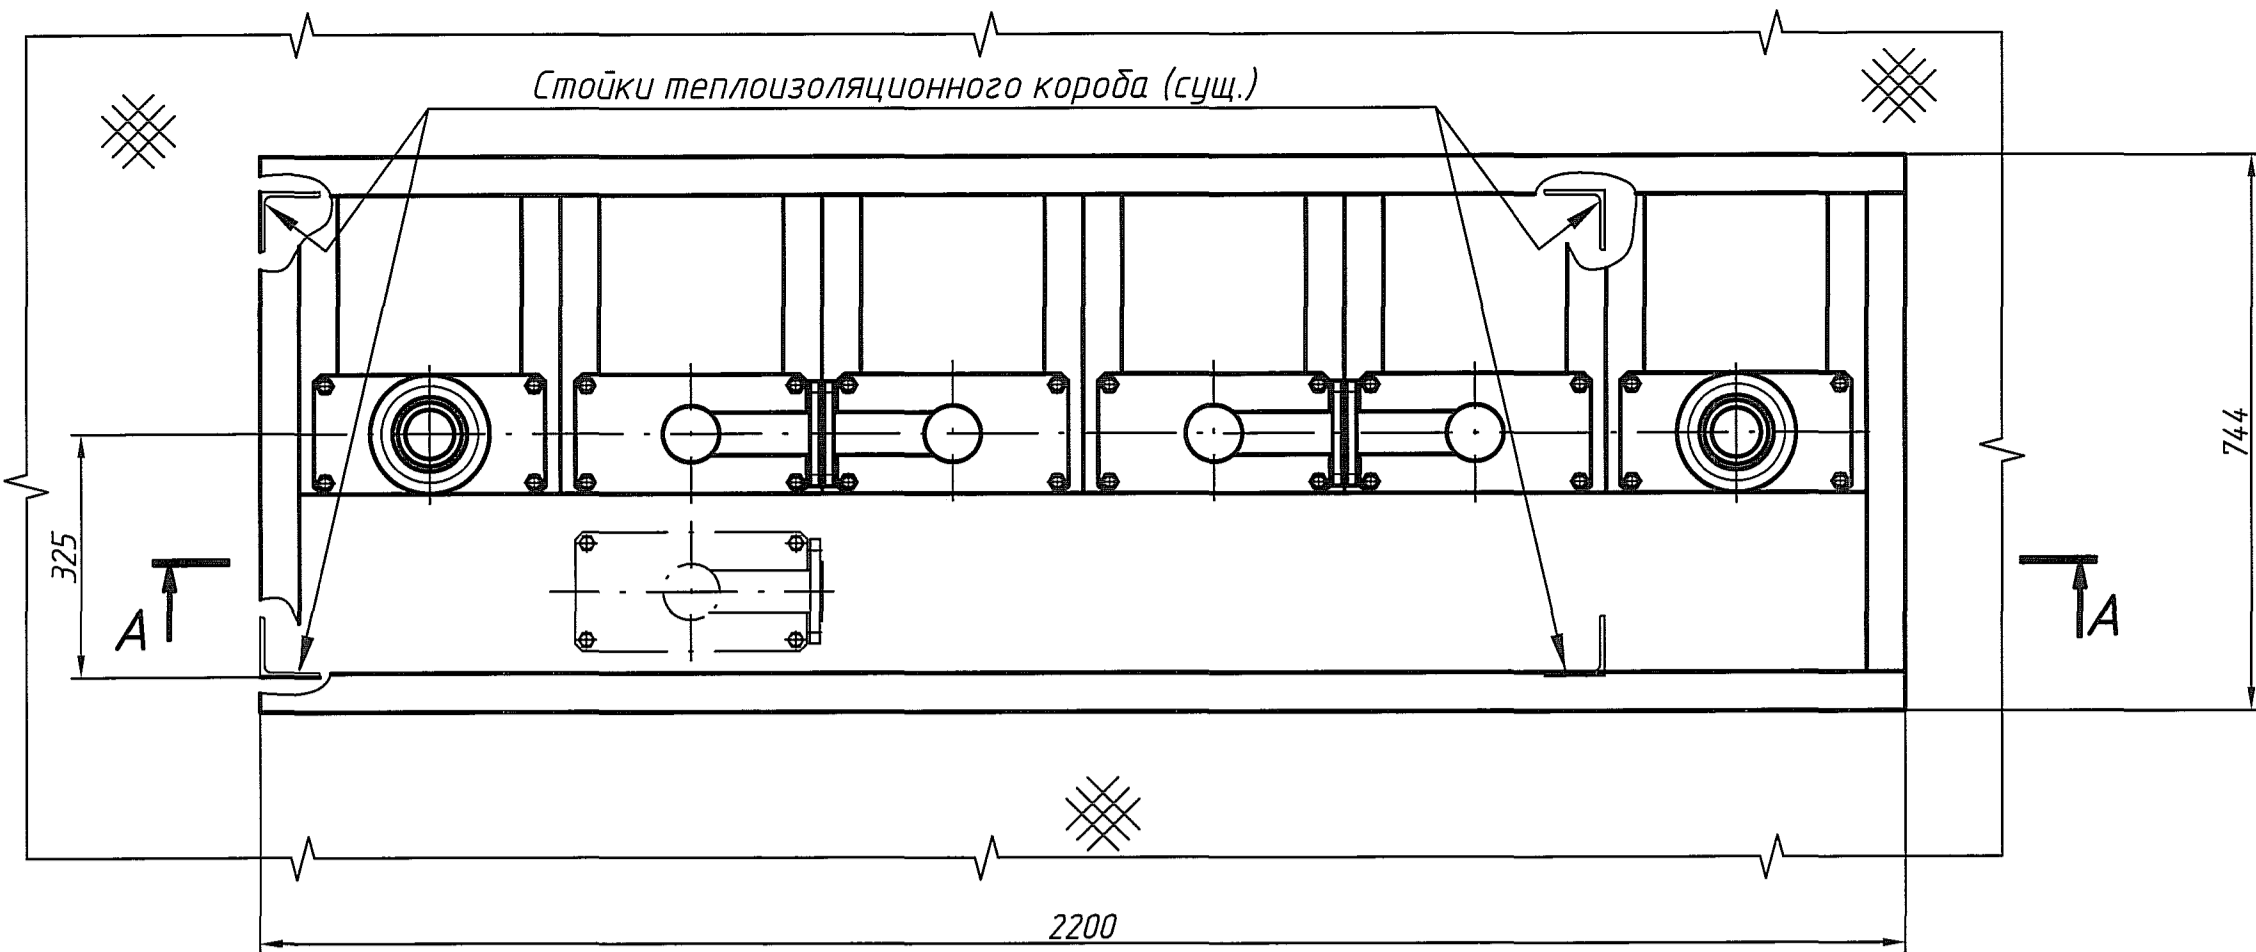 Стойки теплоизоляционного короба (сущ.)
744
325
А
А
2200